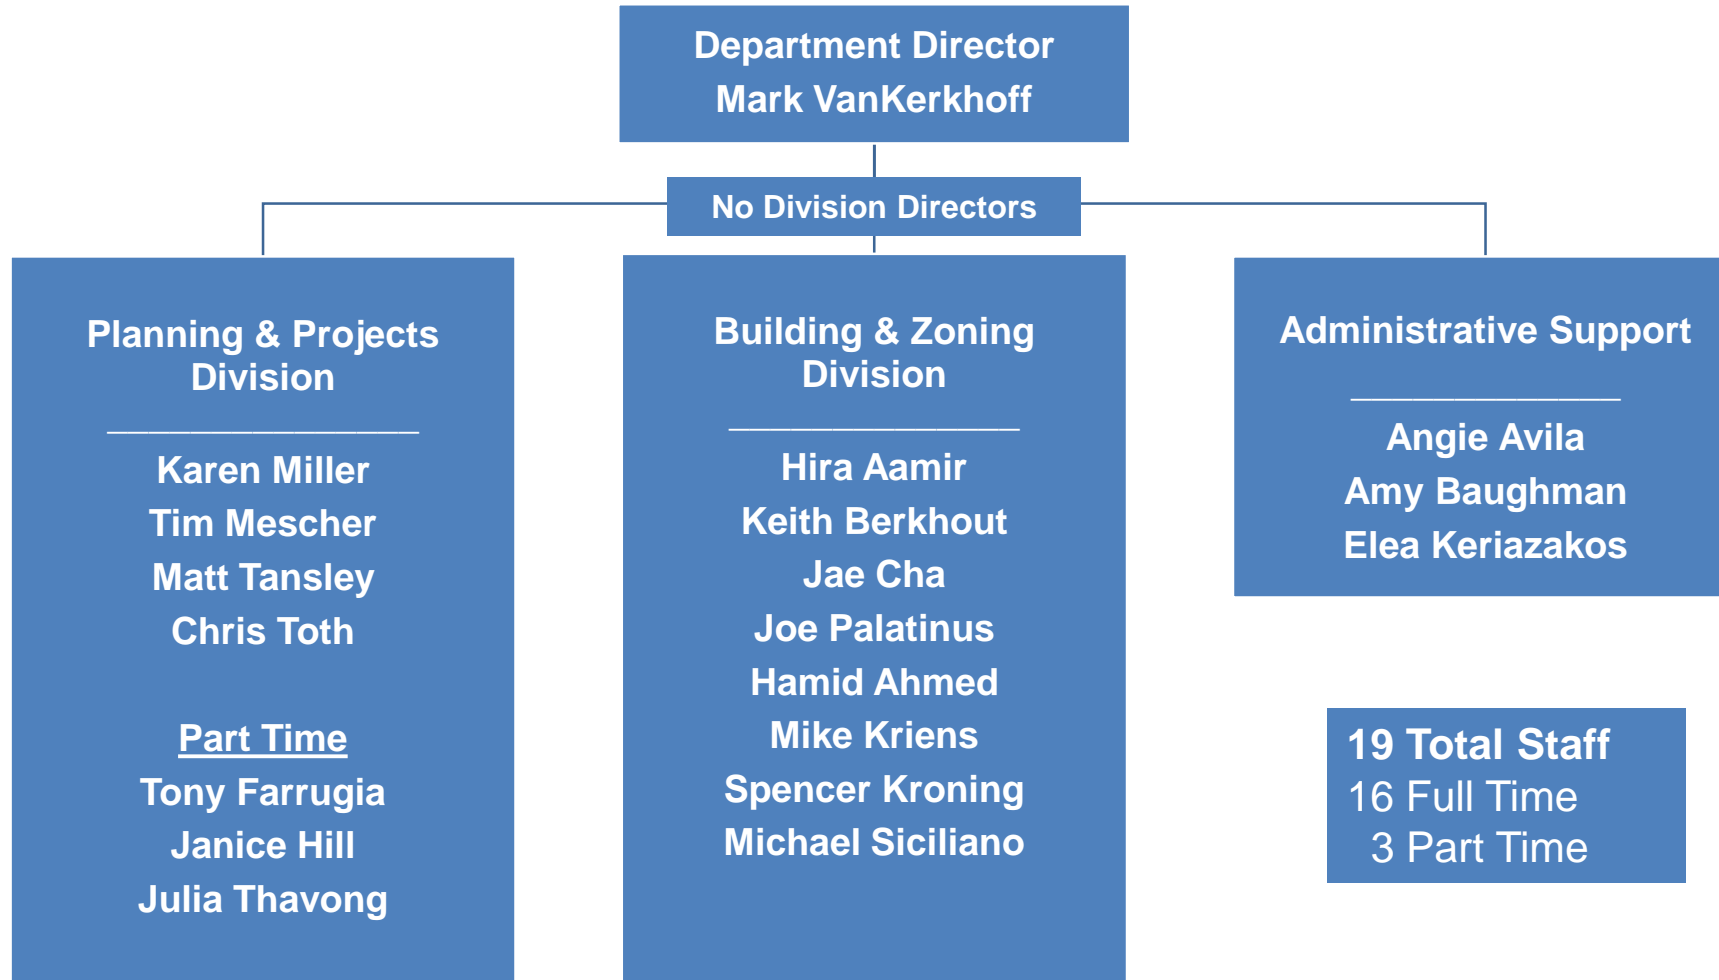 Department Director
Mark VanKerkhoff
No Division Directors
Planning & Projects
Division
_______________
Karen Miller
Tim Mescher
Matt Tansley
Chris Toth
Part Time
Tony Farrugia
Janice Hill
Julia Thavong
Building & Zoning
Division
______________
Hira Aamir
Keith Berkhout
Jae Cha
Joe Palatinus
Hamid Ahmed
Mike Kriens
Spencer Kroning
Michael Siciliano
Administrative Support
_____________
Angie Avila
Amy Baughman
Elea Keriazakos
19 Total Staff
16 Full Time
3 Part Time